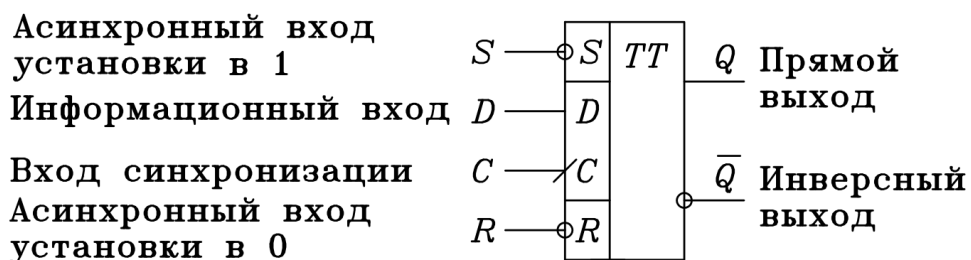 Асинхронный вход
установки в 1
S S TT Q Прямой
выход
Информационный вход D D
Вход синхронизации C C
Q̅ Инверсный
выход
Асинхронный вход
установки в 0
R R